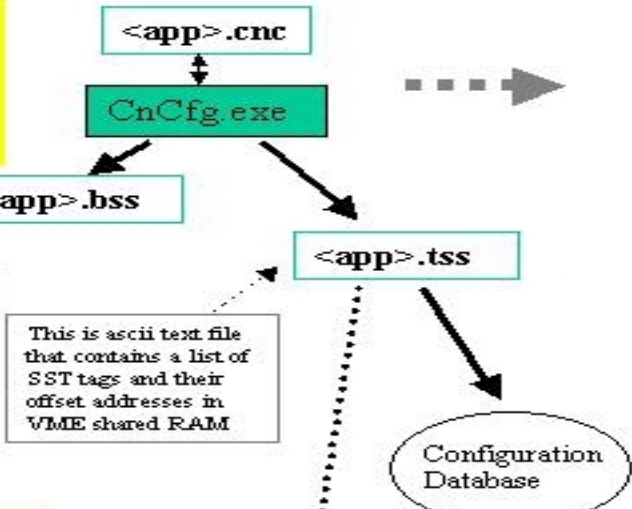 <app>.cnc
CnCfg.exe
app>.bss
<app>.tss
This is ascii text file
that contains a list of
SST tags and their
offset addresses in
VME shared RAM
Configuration
Database